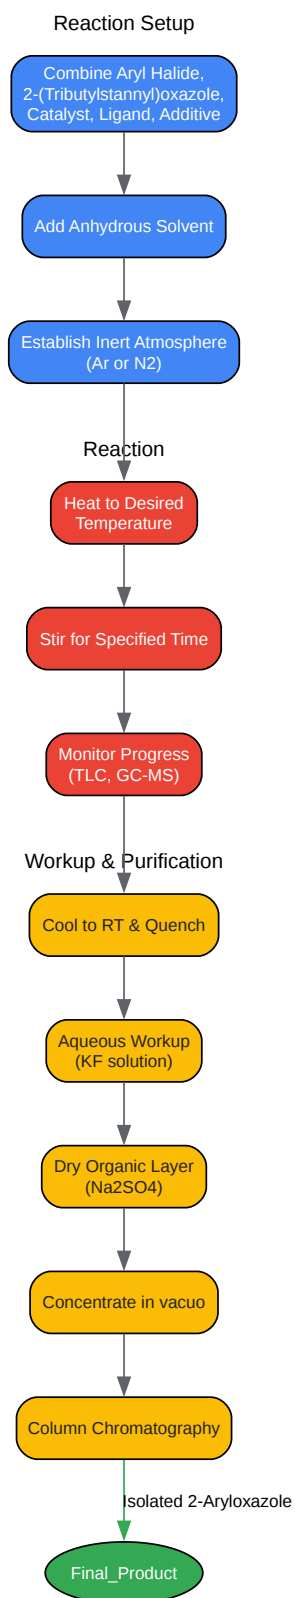 Reaction Setup
Combine Aryl Halide,
2-(Tributylstannyl)oxazole,
Catalyst, Ligand, Additive
Add Anhydrous Solvent
Establish Inert Atmosphere
(Ar or N2)
Reaction
Heat to Desired
Temperature
Stir for Specified Time
Monitor Progress
(TLC, GC-MS)
Workup & Purification
Cool to RT & Quench
Aqueous Workup
(KF solution)
Dry Organic Layer
(Na2SO4)
Concentrate in vacuo
Column Chromatography
Isolated 2-Aryloxazole
Final_Product